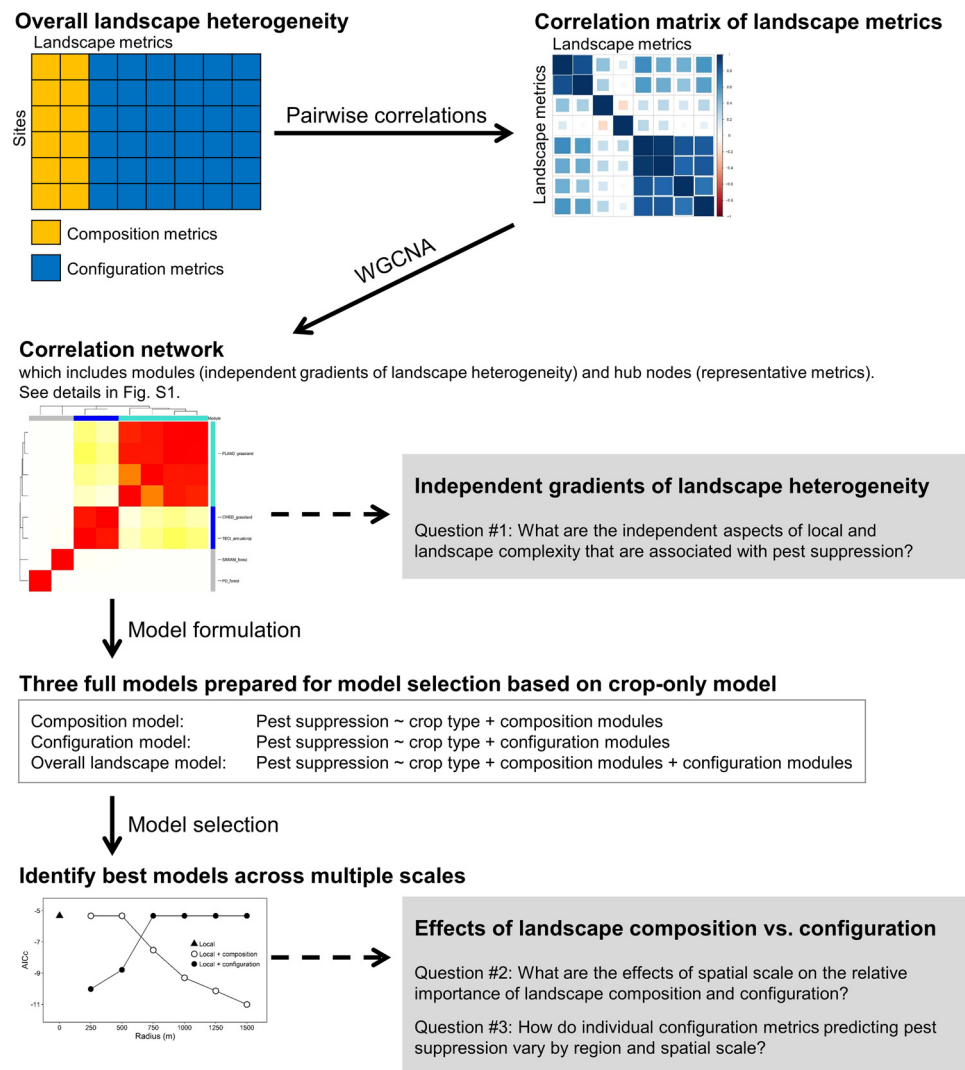 Overall landscape heterogeneity
Landscape metrics
Sites
Composition metrics
Configuration metrics
Pairwise correlations
Correlation matrix of landscape metrics
Landscape metrics
Landscape metrics
1
0.8
0.6
0.4
0.2
0
-0.2
-0.4
-0.6
-0.8
-1
WGCNA
Correlation network
which includes modules (independent gradients of landscape heterogeneity) and hub nodes (representative metrics).
See details in Fig. S1.
Module
PLAND_grassland
CWED_grassland
PD_forest
Independent gradients of landscape heterogeneity
Question #1: What are the independent aspects of local and
landscape complexity that are associated with pest suppression?
Model formulation
Three full models prepared for model selection based on crop-only model
Composition model: Pest suppression ~ crop type + composition modules
Configuration model: Pest suppression ~ crop type + configuration modules
Overall landscape model: Pest suppression ~ crop type + composition modules + configuration modules
Model selection
Identify best models across multiple scales
-5
-7
-9
-11
AICc
Local
Local + composition
Local + configuration
0 250 500 750 1000 1250 1500
Radius (m)
Effects of landscape composition vs. configuration
Question #2: What are the effects of spatial scale on the relative
importance of landscape composition and configuration?
Question #3: How do individual configuration metrics predicting pest
suppression vary by region and spatial scale?